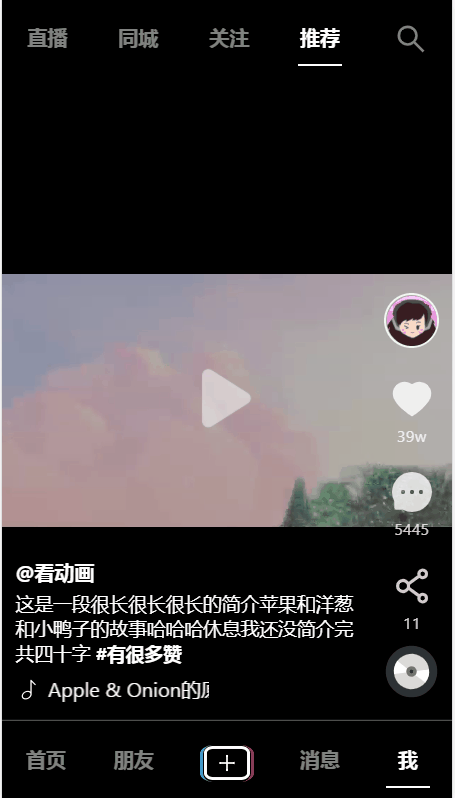 直播 同城 关注 推荐
39w
5445
@看动画
这是一段很长很长很长的简介苹果和洋葱
和小鸭子的故事哈哈哈休息我还没简介完
共四十字 #有很多赞
11
Apple & Onion的
首页 朋友 消息 我